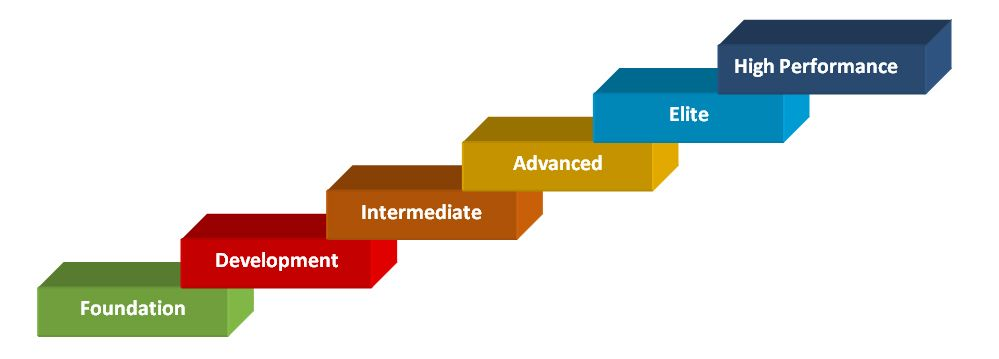 High Performance
Elite
Advanced
Intermediate
Development
Foundation